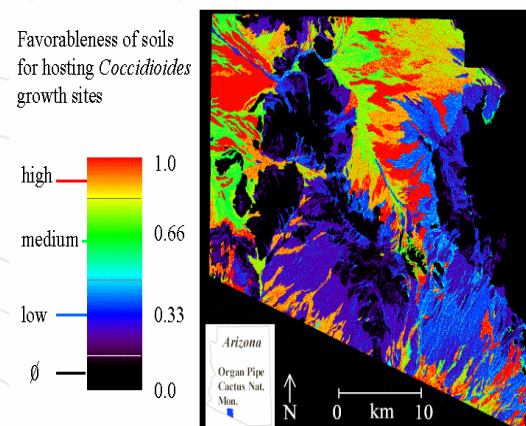 Favorableness of soils
for hosting Coccidioides
growth sites
high
medium
low
Ø
1.0
0.66
0.33
0.0
Arizona
Organ Pipe
Cactus Nat.
Mon.
N
0 km 10